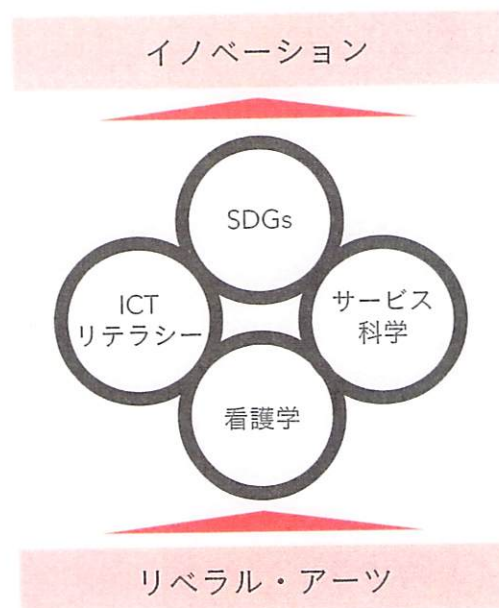 イノベーション
SDGs
ICT
リテラシー
サービス
科学
看護学
リベラル・アーツ